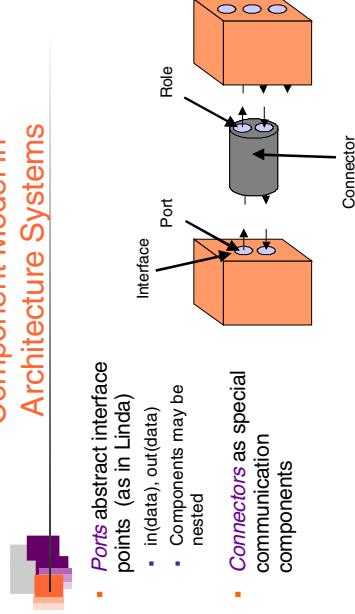 Component Model in
Architecture Systems
Ports abstract interface
points (as in Linda)
in(data), out(data)
Components may be
nested
Connectors as special
communication
components
Interface
Port
Role
Connector